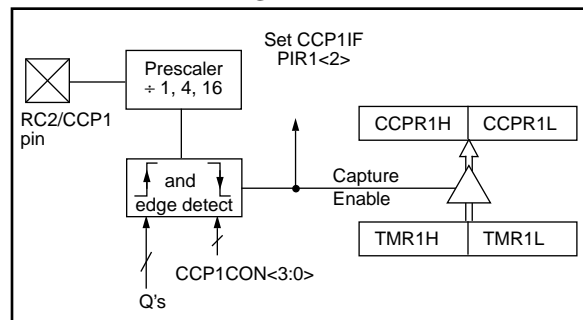 Set CCP1IF
PIR1<2>
Prescaler
÷ 1, 4, 16
RC2/CCP1
pin
CCPR1H CCPR1L
and
edge detect
Capture
Enable
TMR1H TMR1L
CCP1CON<3:0>
Q's